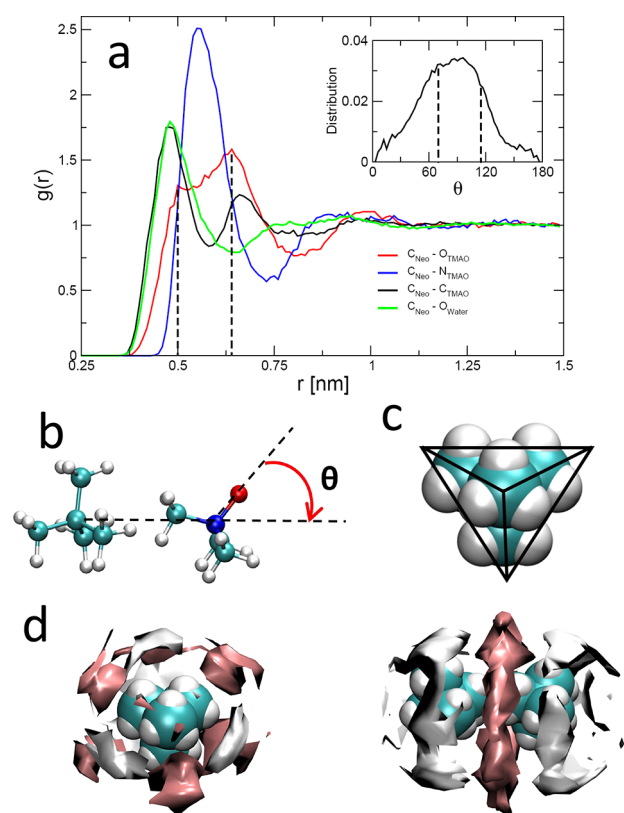 a
2.5
2
1.5
1
0.5
0
g(r)
0.25
0.5
0.75
1
1.25
1.5
r [nm]
0.04
0.02
0
Distribution
0
60
120
180
θ
C_Neo - O_TMAO
C_Neo - N_TMAO
C_Neo - C_TMAO
C_Neo - O_Water
b
θ
c
d